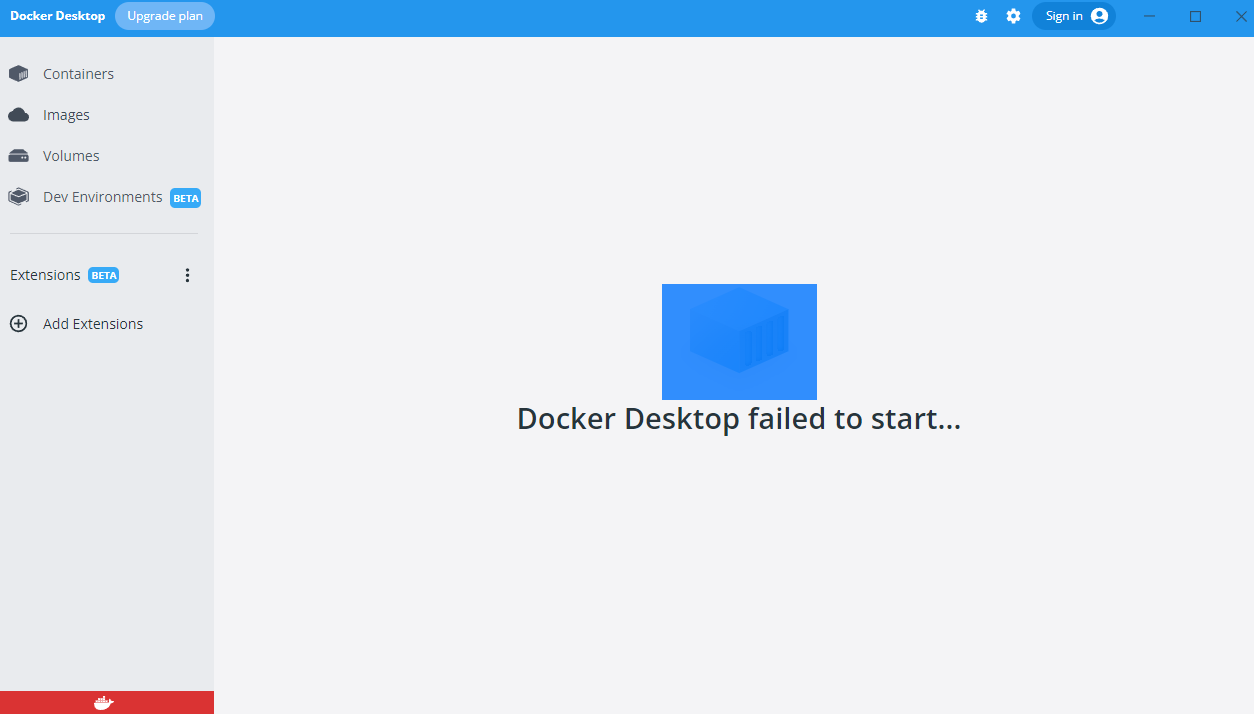 Docker Desktop Upgrade plan Sign in
Containers
Images
Volumes
Dev Environments BETA
Extensions BETA
Add Extensions
Docker Desktop failed to start...